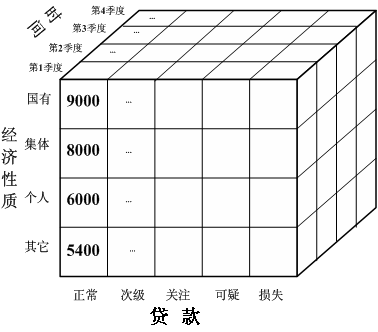 时间
第4季度 ...
第3季度 ...
第2季度 ...
第1季度 ...
经济性质
国有 9000 ...
集体 8000 ...
个人 6000 ...
其它 5400 ...
正常 次级 关注 可疑 损失
贷 款